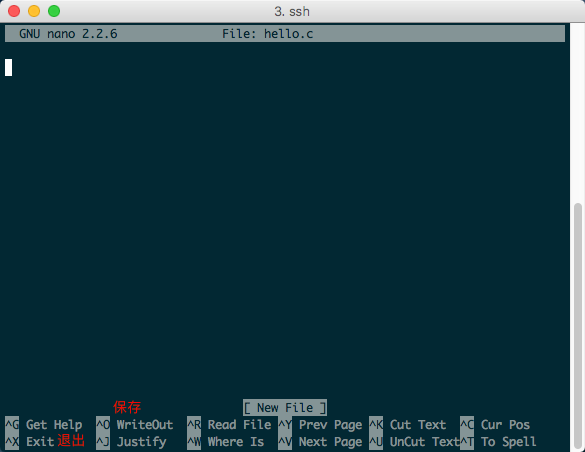 3. ssh
GNU nano 2.2.6 File: hello.c
保存
[ New File ]
^G Get Help ^O WriteOut ^R Read File ^Y Prev Page ^K Cut Text ^C Cur Pos
^X Exit 退出 ^J Justify ^W Where Is ^V Next Page ^U UnCut Text ^T To Spell